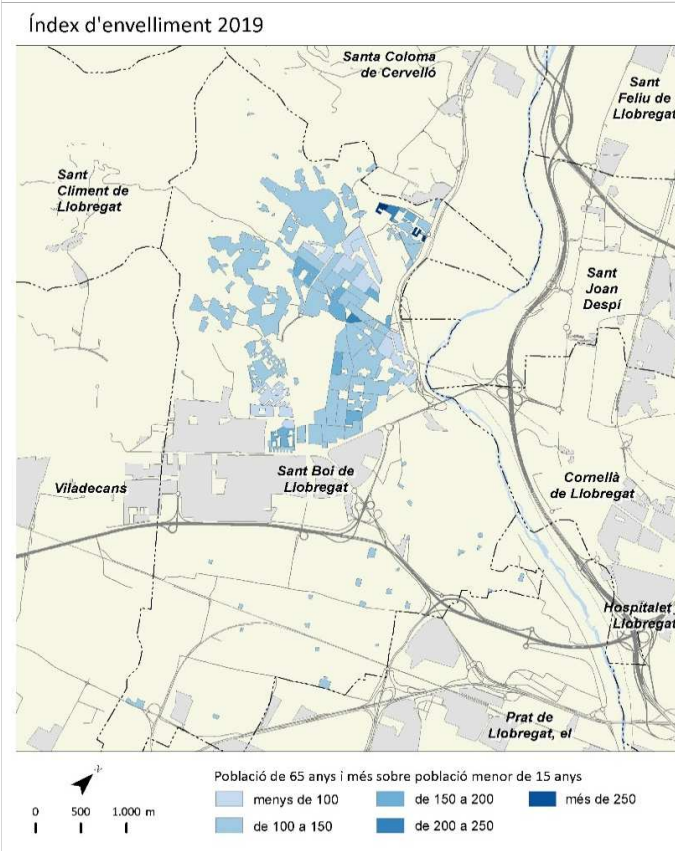 Índex d'envelliment 2019
Santa Coloma
de Cervelló
Sant
Feliu de
Llobregat
Sant
Climent de
Llobregat
Sant
Joan
Despí
Viladecans
Sant Boi de
Llobregat
Cornellà
de Llobregat
Hospitalet
Llobregat
Prat de
Llobregat, el
Població de 65 anys i més sobre població menor de 15 anys
0 500 1.000 m
menys de 100
de 100 a 150
de 150 a 200
de 200 a 250
més de 250